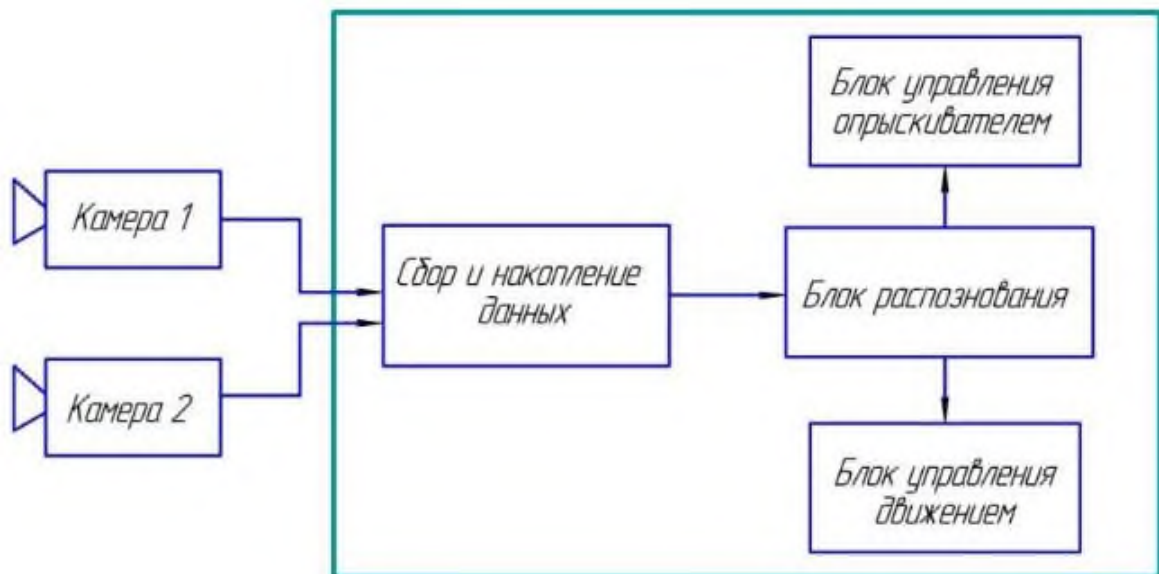 Камера 1
Камера 2
Сбор и накопление
данных
Блок распознования
Блок управления
опрыскивателем
Блок управления
движением